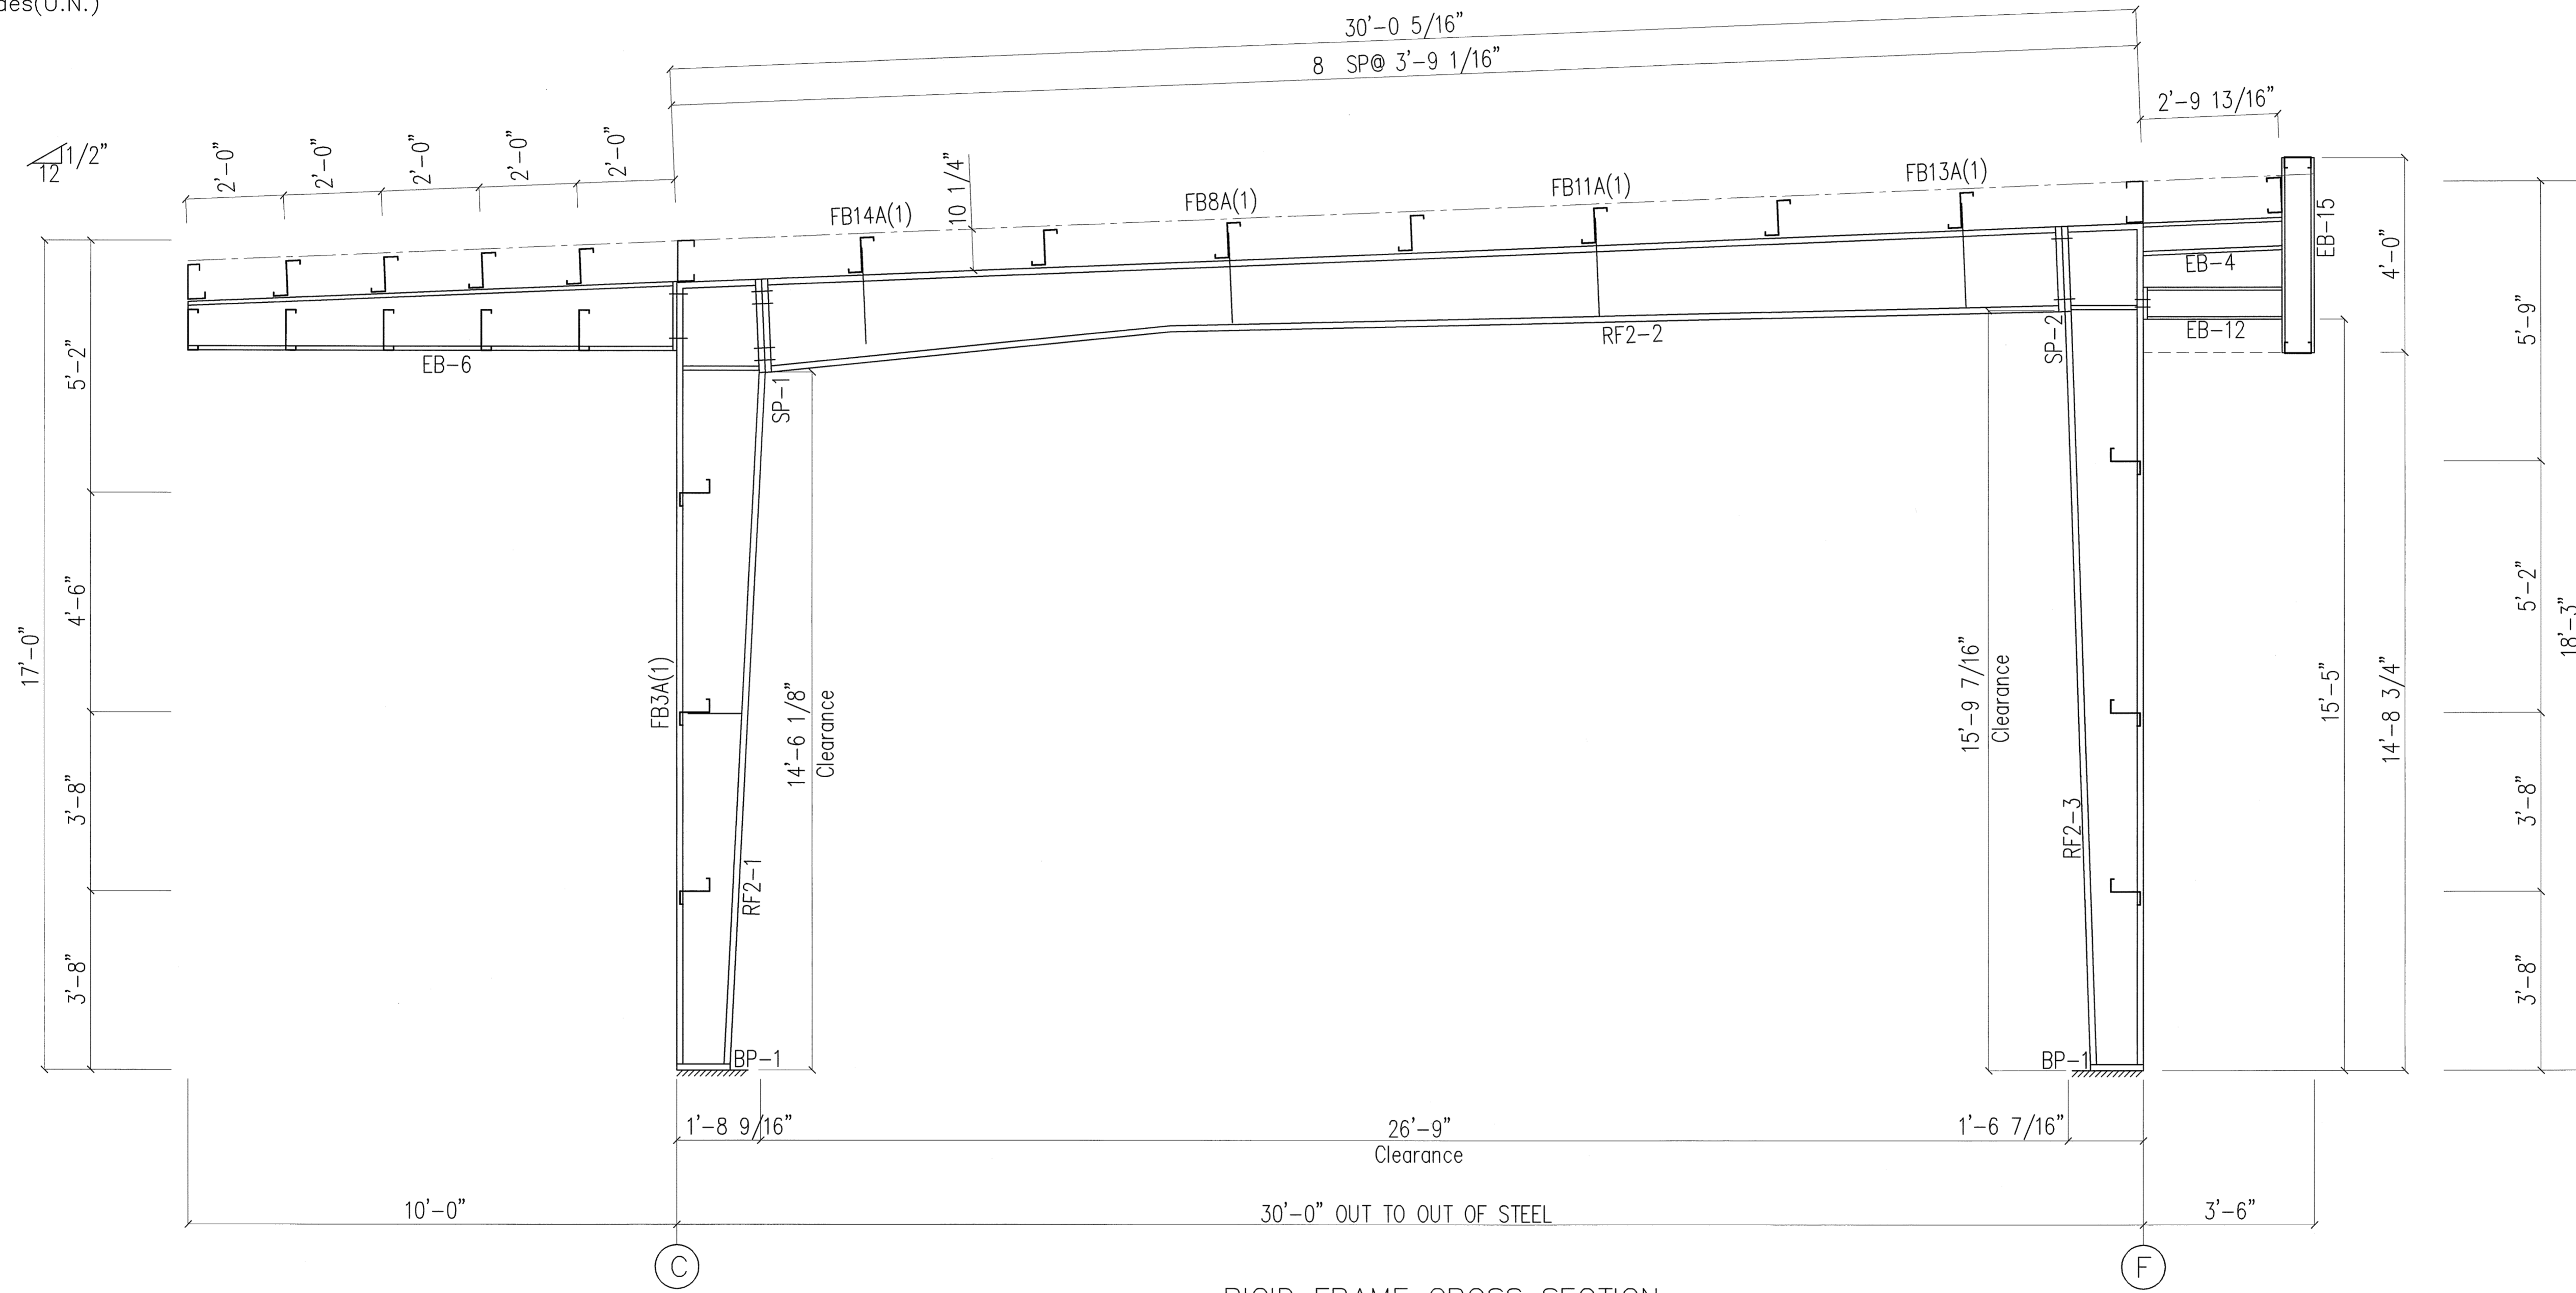 30'-0 5/16"
8 SP@ 3'-9 1/16"
2'-9 13/16"
1/2"
12
2'-0"
2'-0"
2'-0"
2'-0"
2'-0"
10 1/4"
FB14A(1)
FB8A(1)
FB11A(1)
FB13A(1)
EB-15
4'-0"
EB-4
EB-12
EB-6
RF2-2
SP-1
SP-2
5'-2"
4'-6"
3'-8"
3'-8"
17'-0"
FB3A(1)
RF2-1
14'-6 1/8"
Clearance
15'-9 7/16"
Clearance
RF2-3
15'-5"
14'-8 3/4"
5'-9"
5'-2"
3'-8"
3'-8"
18'-3"
BP-1
BP-1
1'-8 9/16"
26'-9"
Clearance
1'-6 7/16"
10'-0"
30'-0" OUT TO OUT OF STEEL
3'-6"
C
F
RIGID FRAME CROSS SECTION